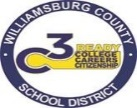 WILLIAMSBURG COUNTY
C3
READY
COLLEGE
CAREERS
CITIZENSHIP
SCHOOL DISTRICT